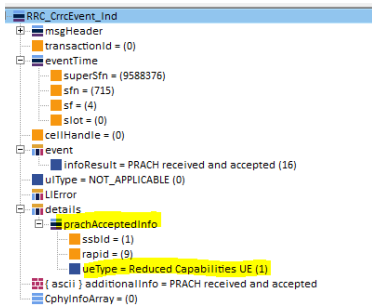 RRC_CrrcEvent_Ind
msgHeader
transactionId = (0)
eventTime
superSfn = (9588376)
sfn = (715)
sf = (4)
slot = (0)
cellHandle = (0)
event
infoResult = PRACH received and accepted (16)
ulType = NOT_APPLICABLE (0)
LIError
details
prachAcceptedInfo
ssbId = (1)
rapid = (9)
ueType = Reduced Capabilities UE (1)
{ ascii } additionalInfo = PRACH received and accepted
CphyInfoArray = (0)